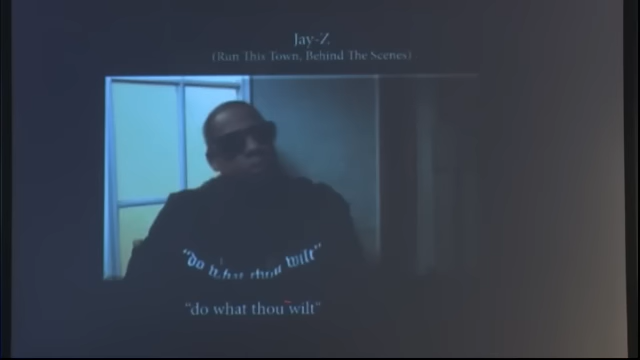 Jay-Z
(Run This Town, Behind The Scenes)
"do what thou wilt"
"do what thou wilt"